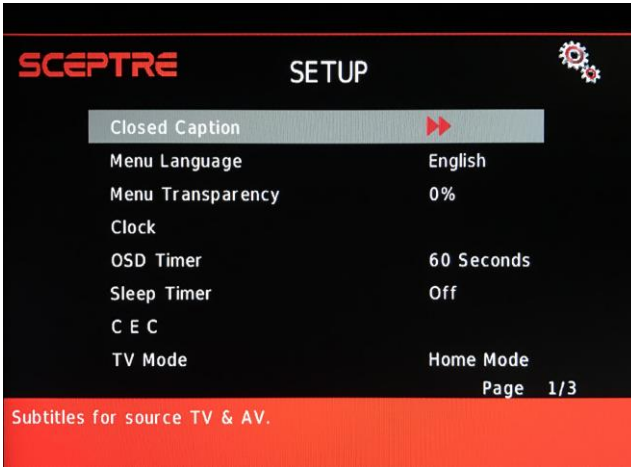 SCEPTRE
SETUP
Closed Caption
Menu Language English
Menu Transparency 0%
Clock
OSD Timer 60 Seconds
Sleep Timer Off
C E C
TV Mode Home Mode
Page 1/3
Subtitles for source TV & AV.